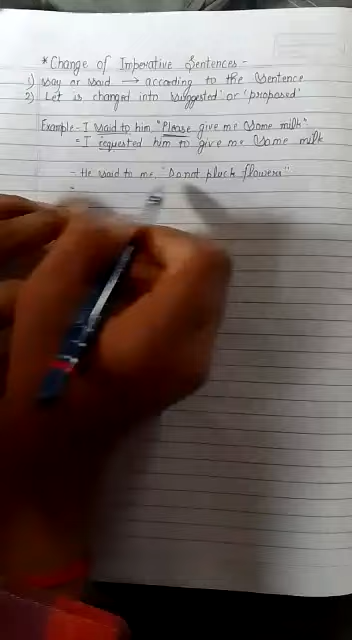 * Change of Imperative Sentences -
1) Say or said → according to the sentence
2) Let is changed into 'suggested' or 'proposed'
Example - I said to him "Please give me some milk".
= I requested him to give me some milk
- He said to me, "Do not pluck flowers"
=